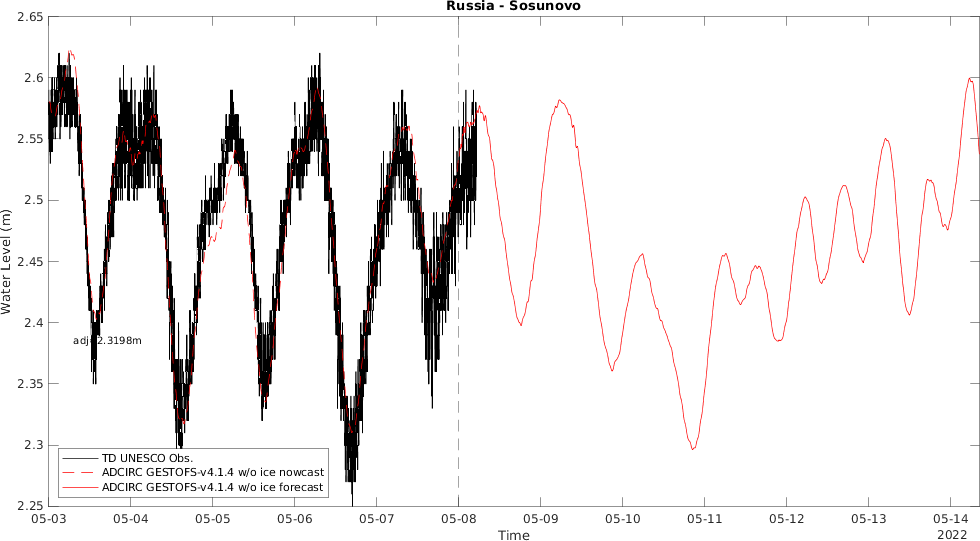 Russia - Sosunovo
2.65
2.6
2.55
2.5
2.45
2.4
2.35
2.3
2.25
Water Level (m)
adj=2.3198m
TD UNESCO Obs.
ADCIRC GESTOFS-v4.1.4 w/o ice nowcast
ADCIRC GESTOFS-v4.1.4 w/o ice forecast
05-03 05-04 05-05 05-06 05-07 05-08 05-09 05-10 05-11 05-12 05-13 05-14
Time
2022